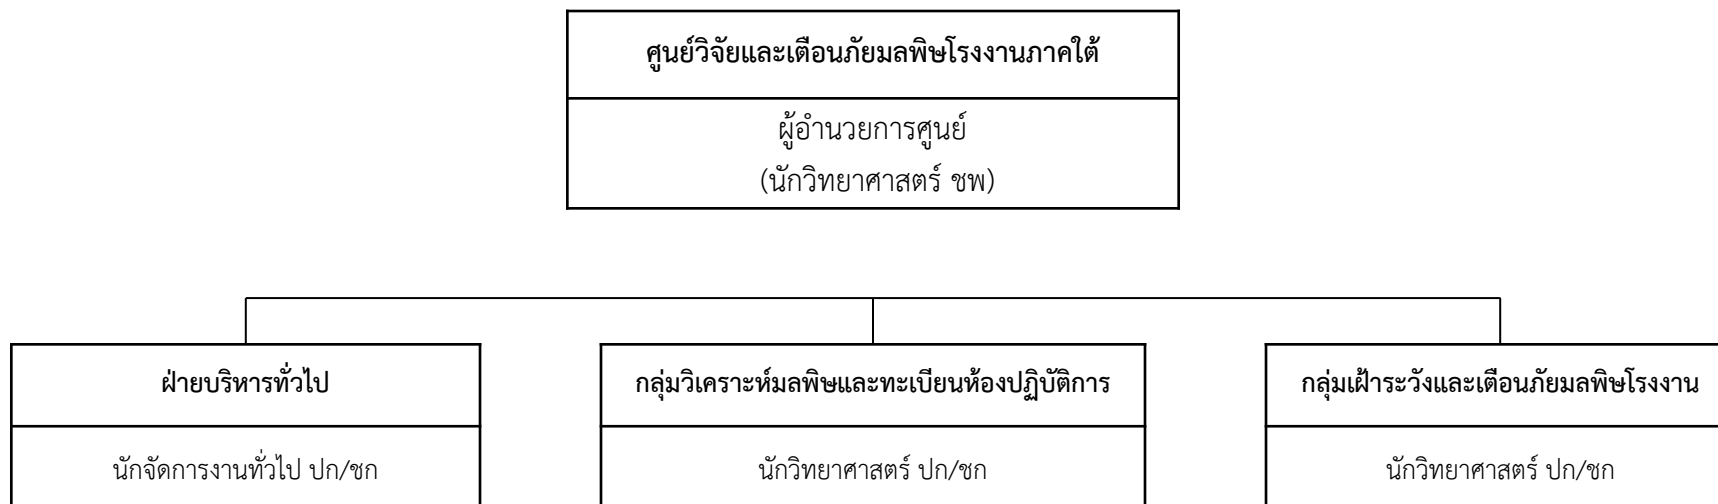 ศูนย์วิจัยและเตือนภัยมลพิษโรงงานภาคใต้
ผู้อำนวยการศูนย์
(นักวิทยาศาสตร์ ชพ)
ฝ่ายบริหารทั่วไป
นักจัดการงานทั่วไป ปก/ชก
กลุ่มวิเคราะห์มลพิษและทะเบียนห้องปฏิบัติการ
นักวิทยาศาสตร์ ปก/ชก
กลุ่มเฝ้าระวังและเตือนภัยมลพิษโรงงาน
นักวิทยาศาสตร์ ปก/ชก